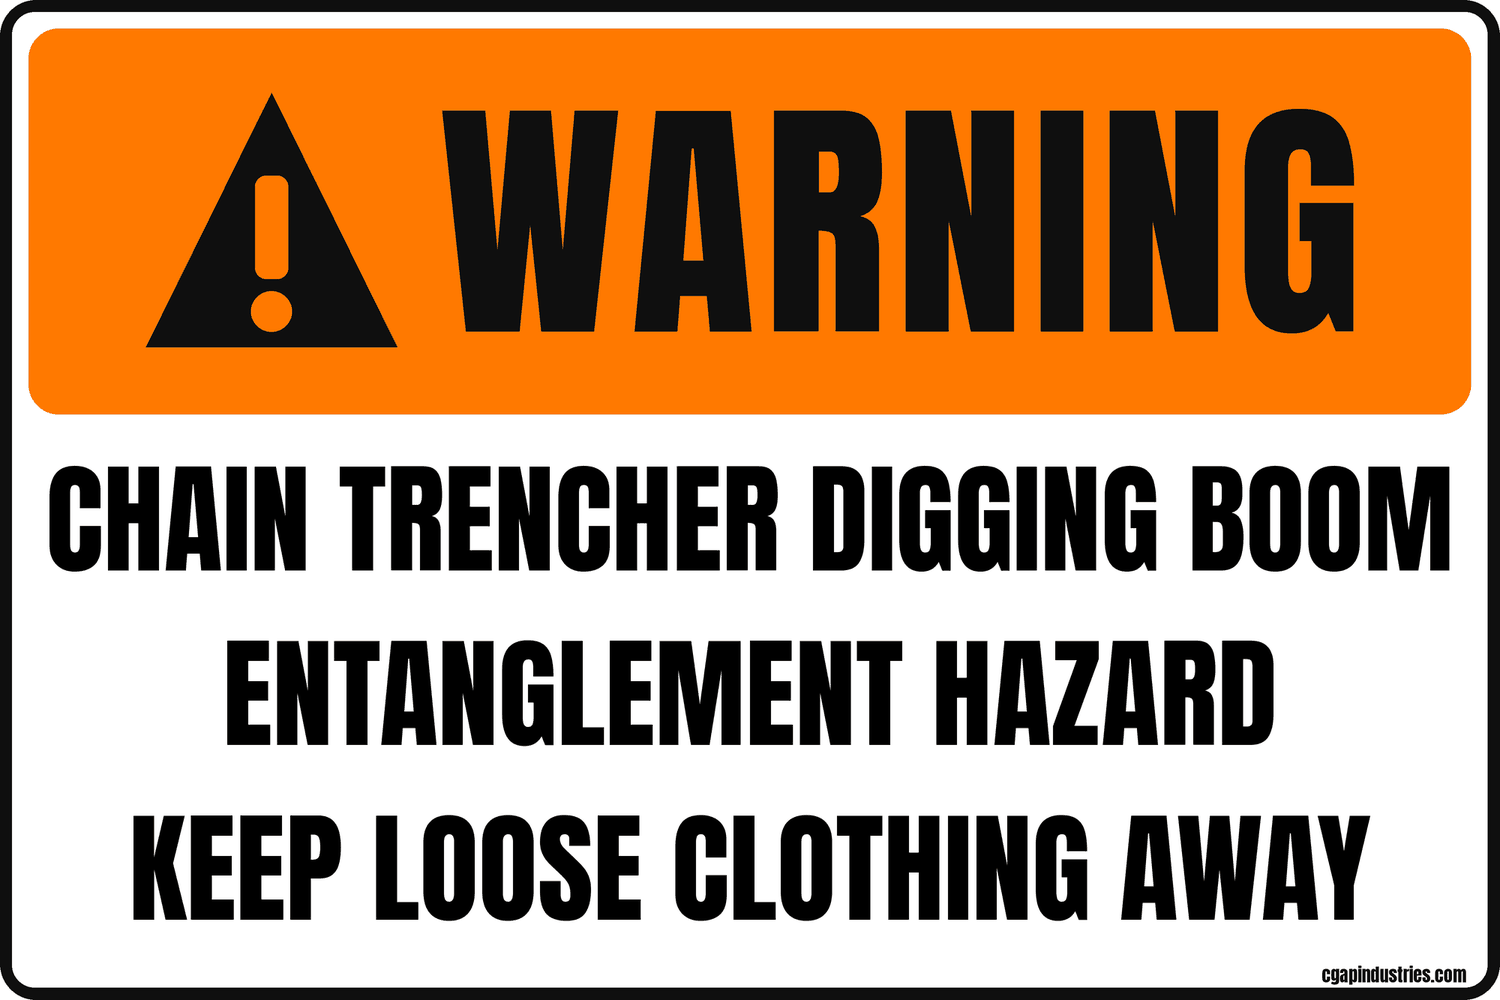 WARNING
CHAIN TRENCHER DIGGING BOOM
ENTANGLEMENT HAZARD
KEEP LOOSE CLOTHING AWAY
cgapindustries.com